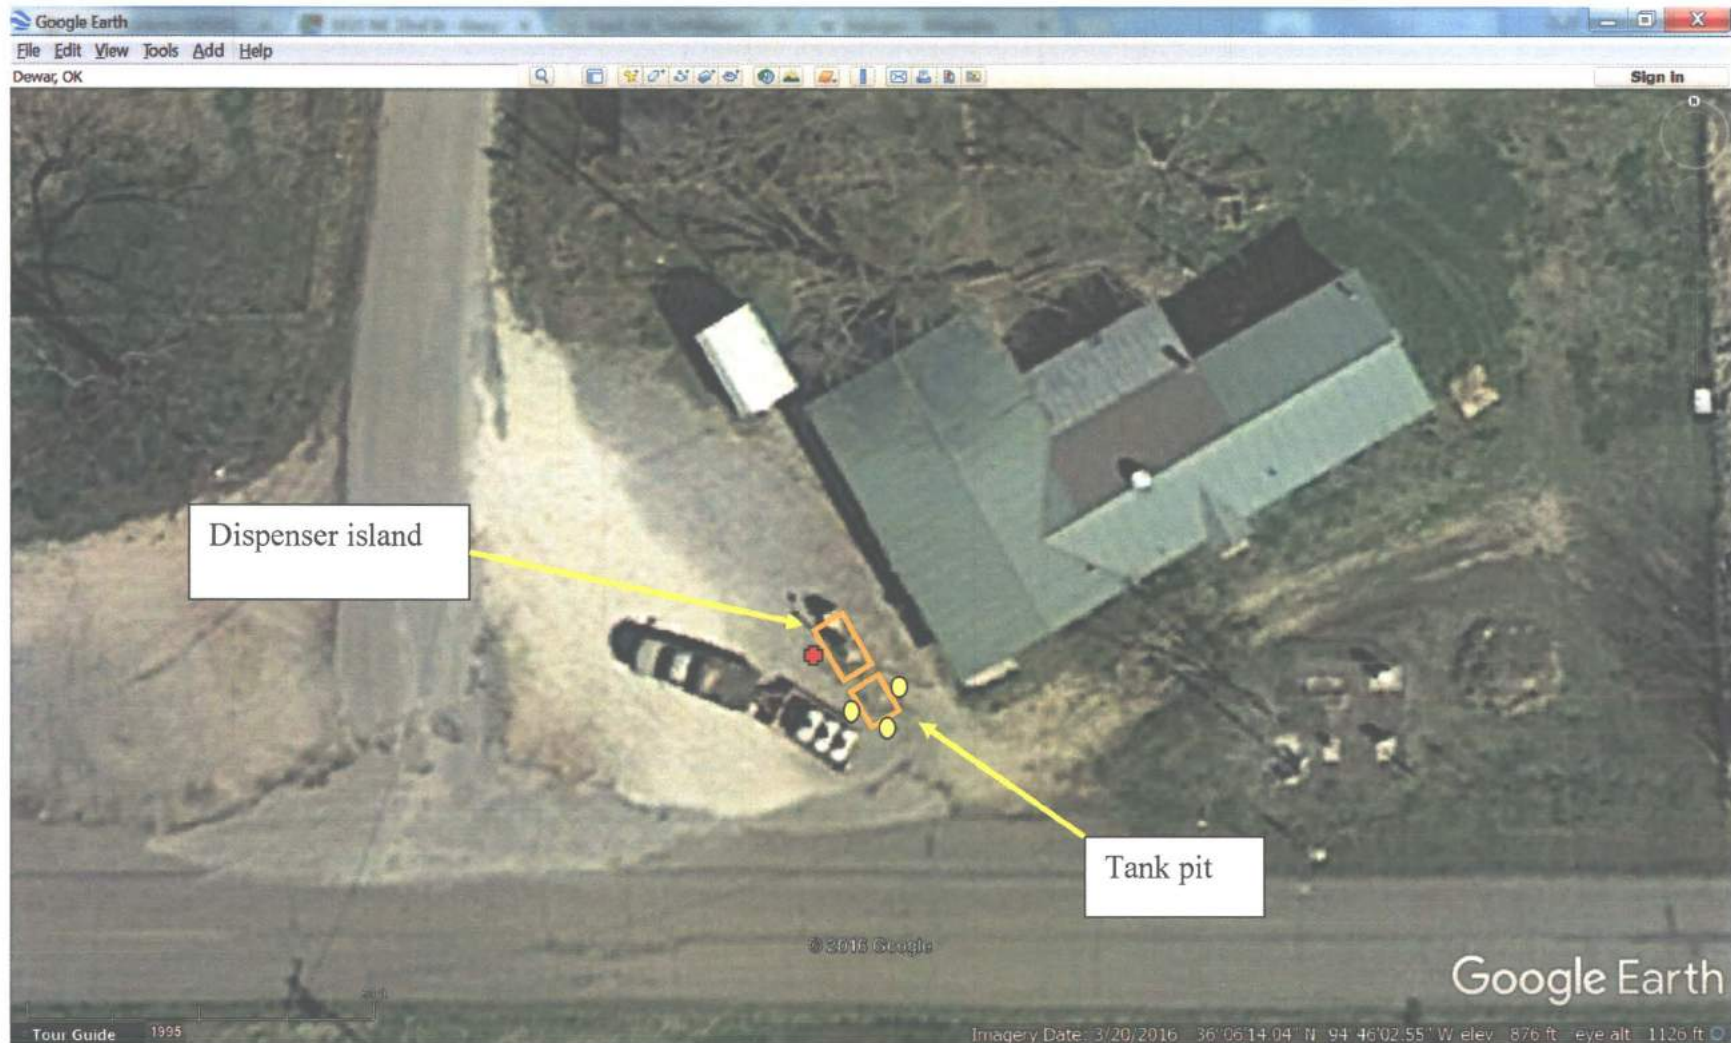 Google Earth
File Edit View Tools Add Help
Dewar, OK
Sign in
Dispenser island
Tank pit
© 2016 Google
Google Earth
Tour Guide 1995
Imagery Date: 3/20/2016 36°06'14.04" N 94°46'02.55" W elev 876 ft eye alt 1126 ft